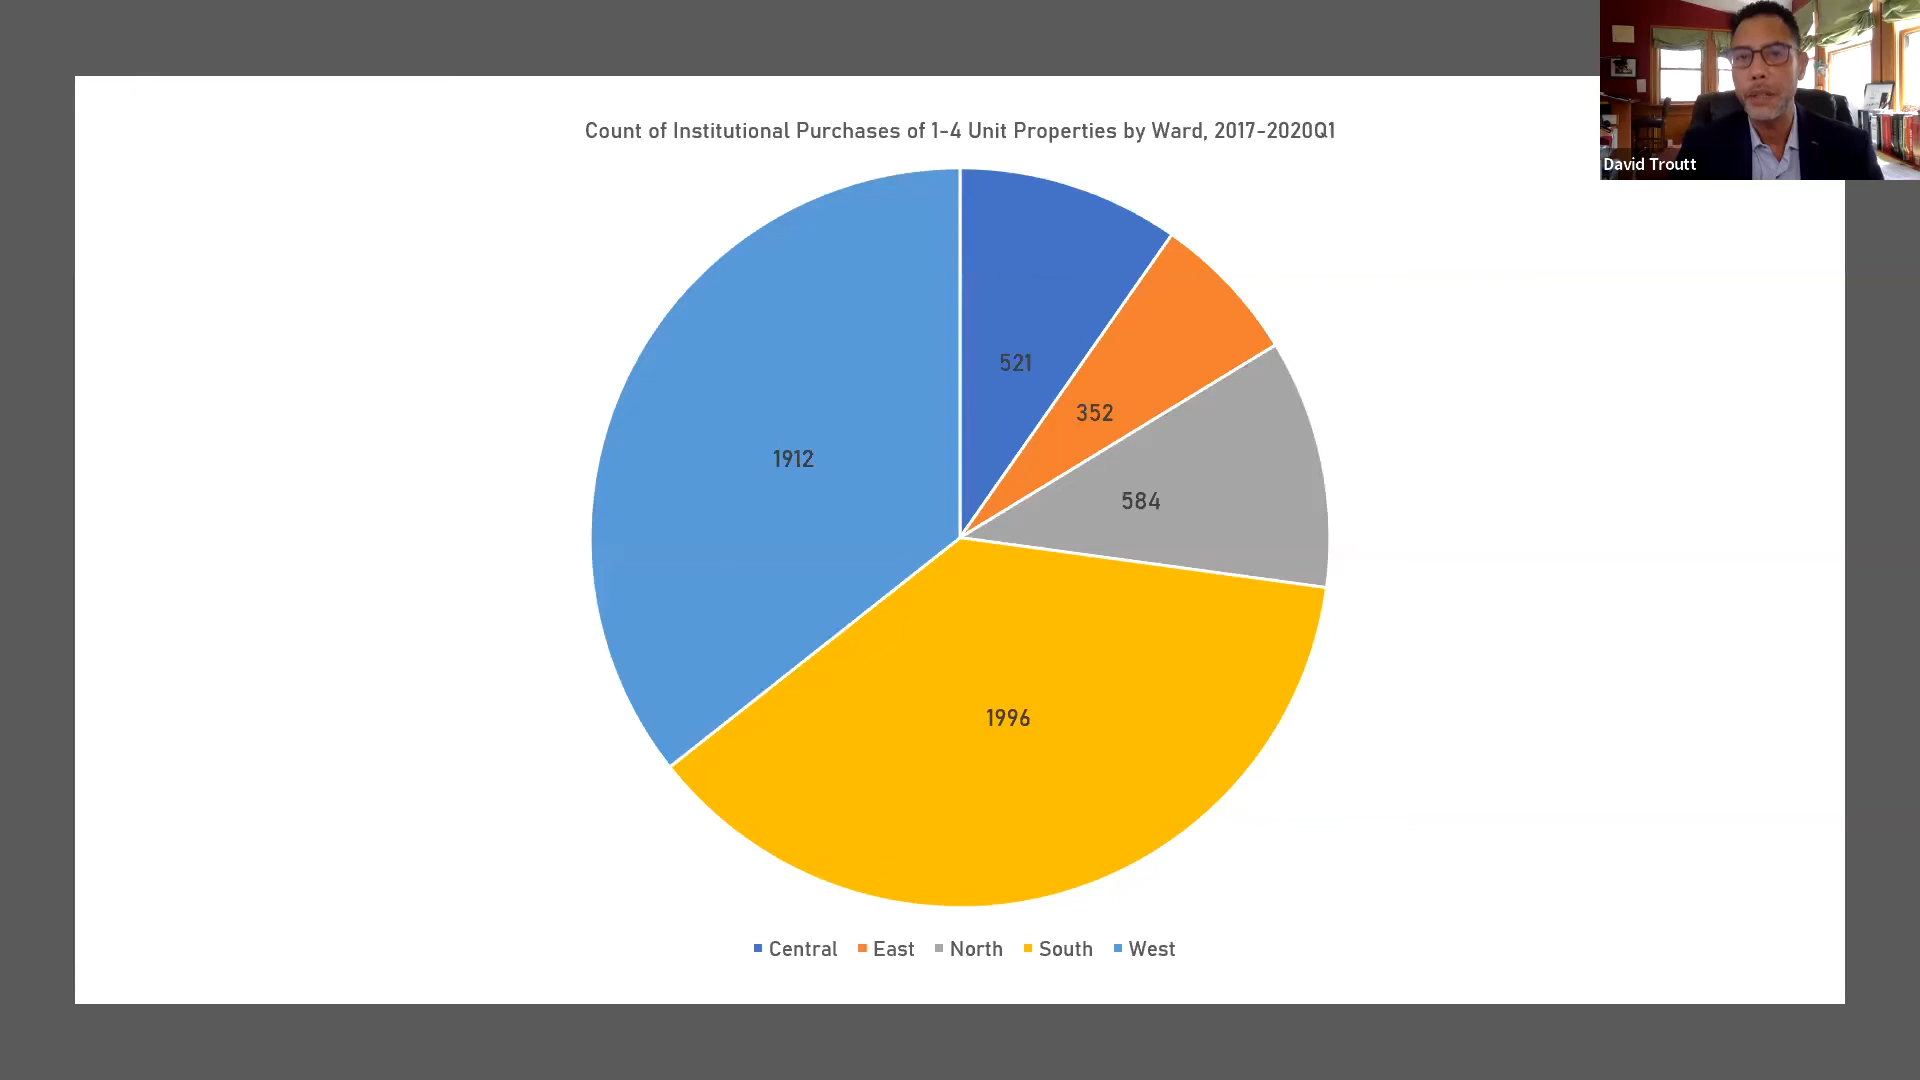 Count of Institutional Purchases of 1-4 Unit Properties by Ward, 2017-2020Q1
David Troutt
521
352
1912
584
1996
Central East North South West